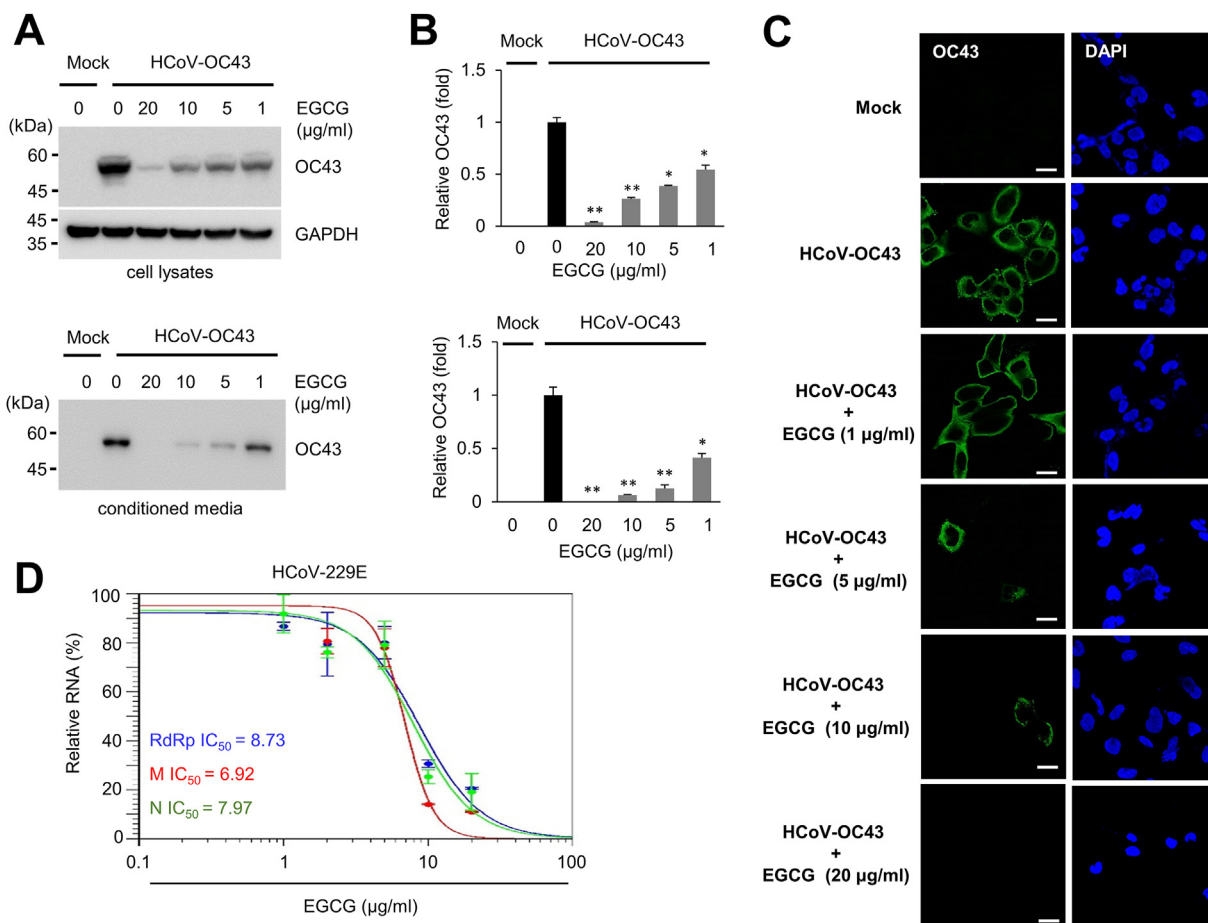 A
Mock HCoV-OC43
0 0 20 10 5 1 EGCG
(µg/ml)
(kDa)
60
OC43
45
45
GAPDH
35
cell lysates
Mock HCoV-OC43
0 0 20 10 5 1 EGCG
(µg/ml)
(kDa)
60
OC43
45
conditioned media
B
Mock HCoV-OC43
Relative OC43 (fold)
1.5
1
0.5
0
** ** * *
0 0 20 10 5 1
EGCG (µg/ml)
Mock HCoV-OC43
Relative OC43 (fold)
1.5
1
0.5
0
** ** ** *
0 0 20 10 5 1
EGCG (µg/ml)
C
OC43 DAPI
Mock
HCoV-OC43
HCoV-OC43
+
EGCG (1 µg/ml)
HCoV-OC43
+
EGCG (5 µg/ml)
HCoV-OC43
+
EGCG (10 µg/ml)
HCoV-OC43
+
EGCG (20 µg/ml)
D
HCoV-229E
Relative RNA (%)
100
80
60
40
20
0
RdRp IC50 = 8.73
M IC50 = 6.92
N IC50 = 7.97
0.1 1 10 100
EGCG (µg/ml)